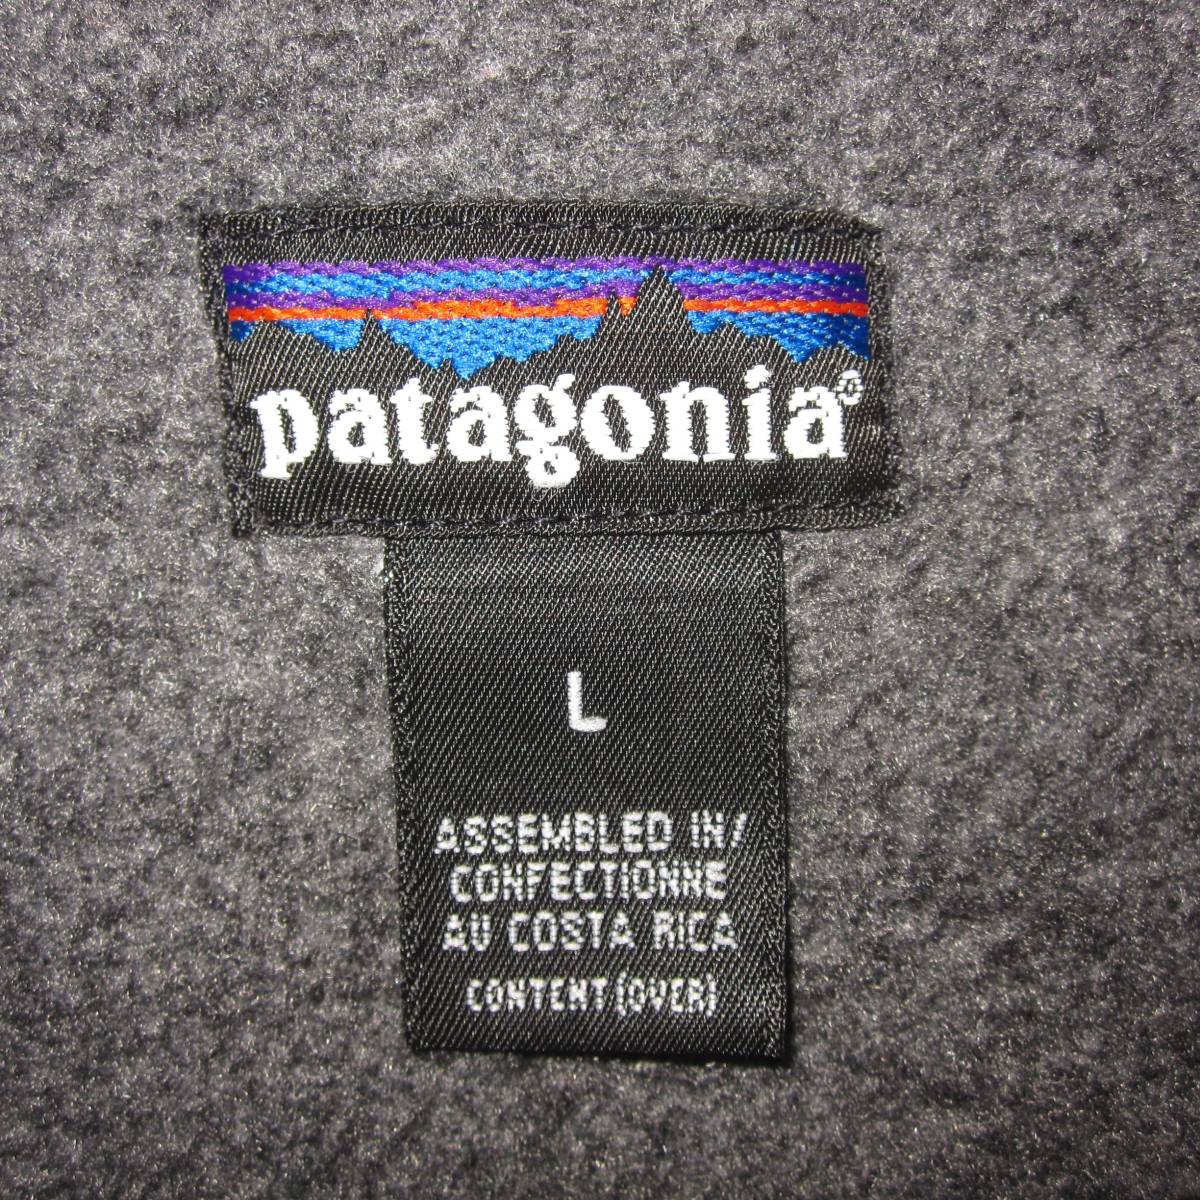 patagonia®
L
ASSEMBLED IN/
CONFECTIONNE
AU COSTA RICA
CONTENT (OVER)